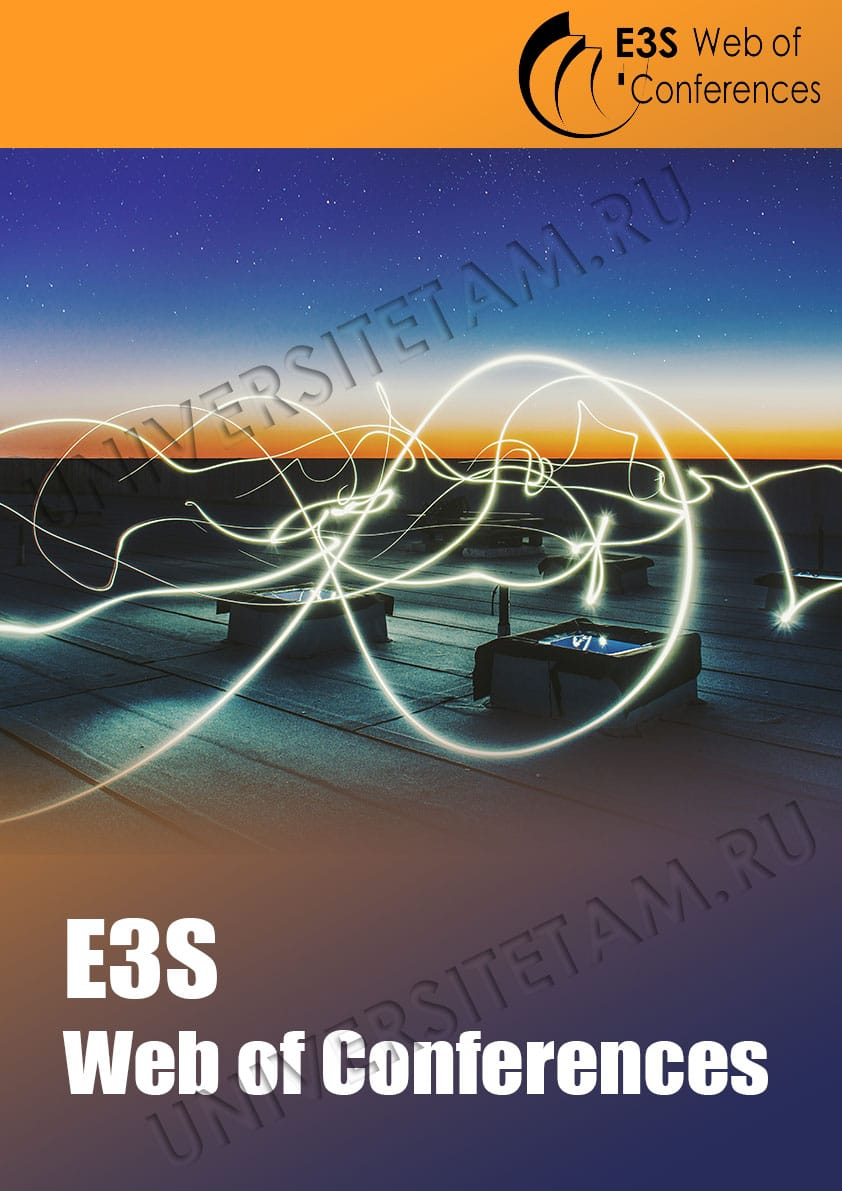 E3S Web of
Conferences
UNIVERSITETAM.RU
E3S
Web of Conferences
UNIVERSITETAM.RU